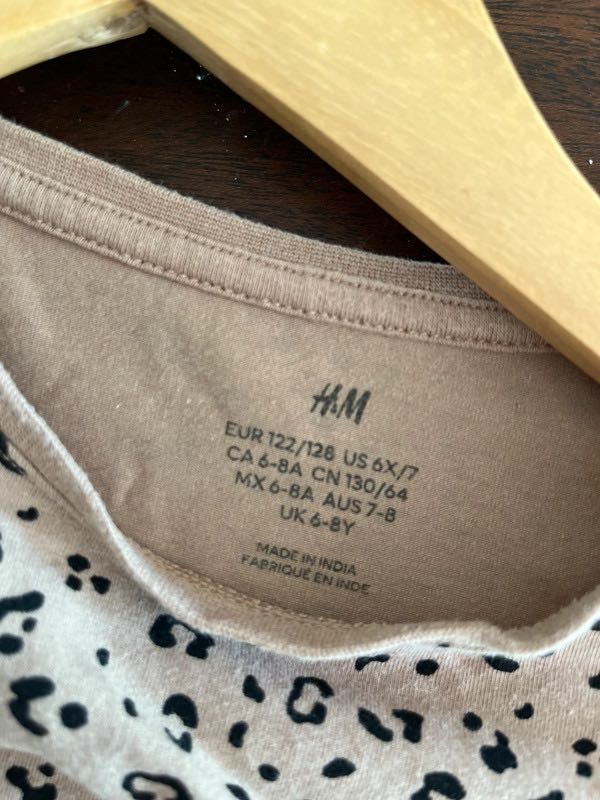 H&M
EUR 122/128 US 6X/7
CA 6-8A CN 130/64
MX 6-8A AUS 7-8
UK 6-8Y
MADE IN INDIA
FABRIQUÉ EN INDE